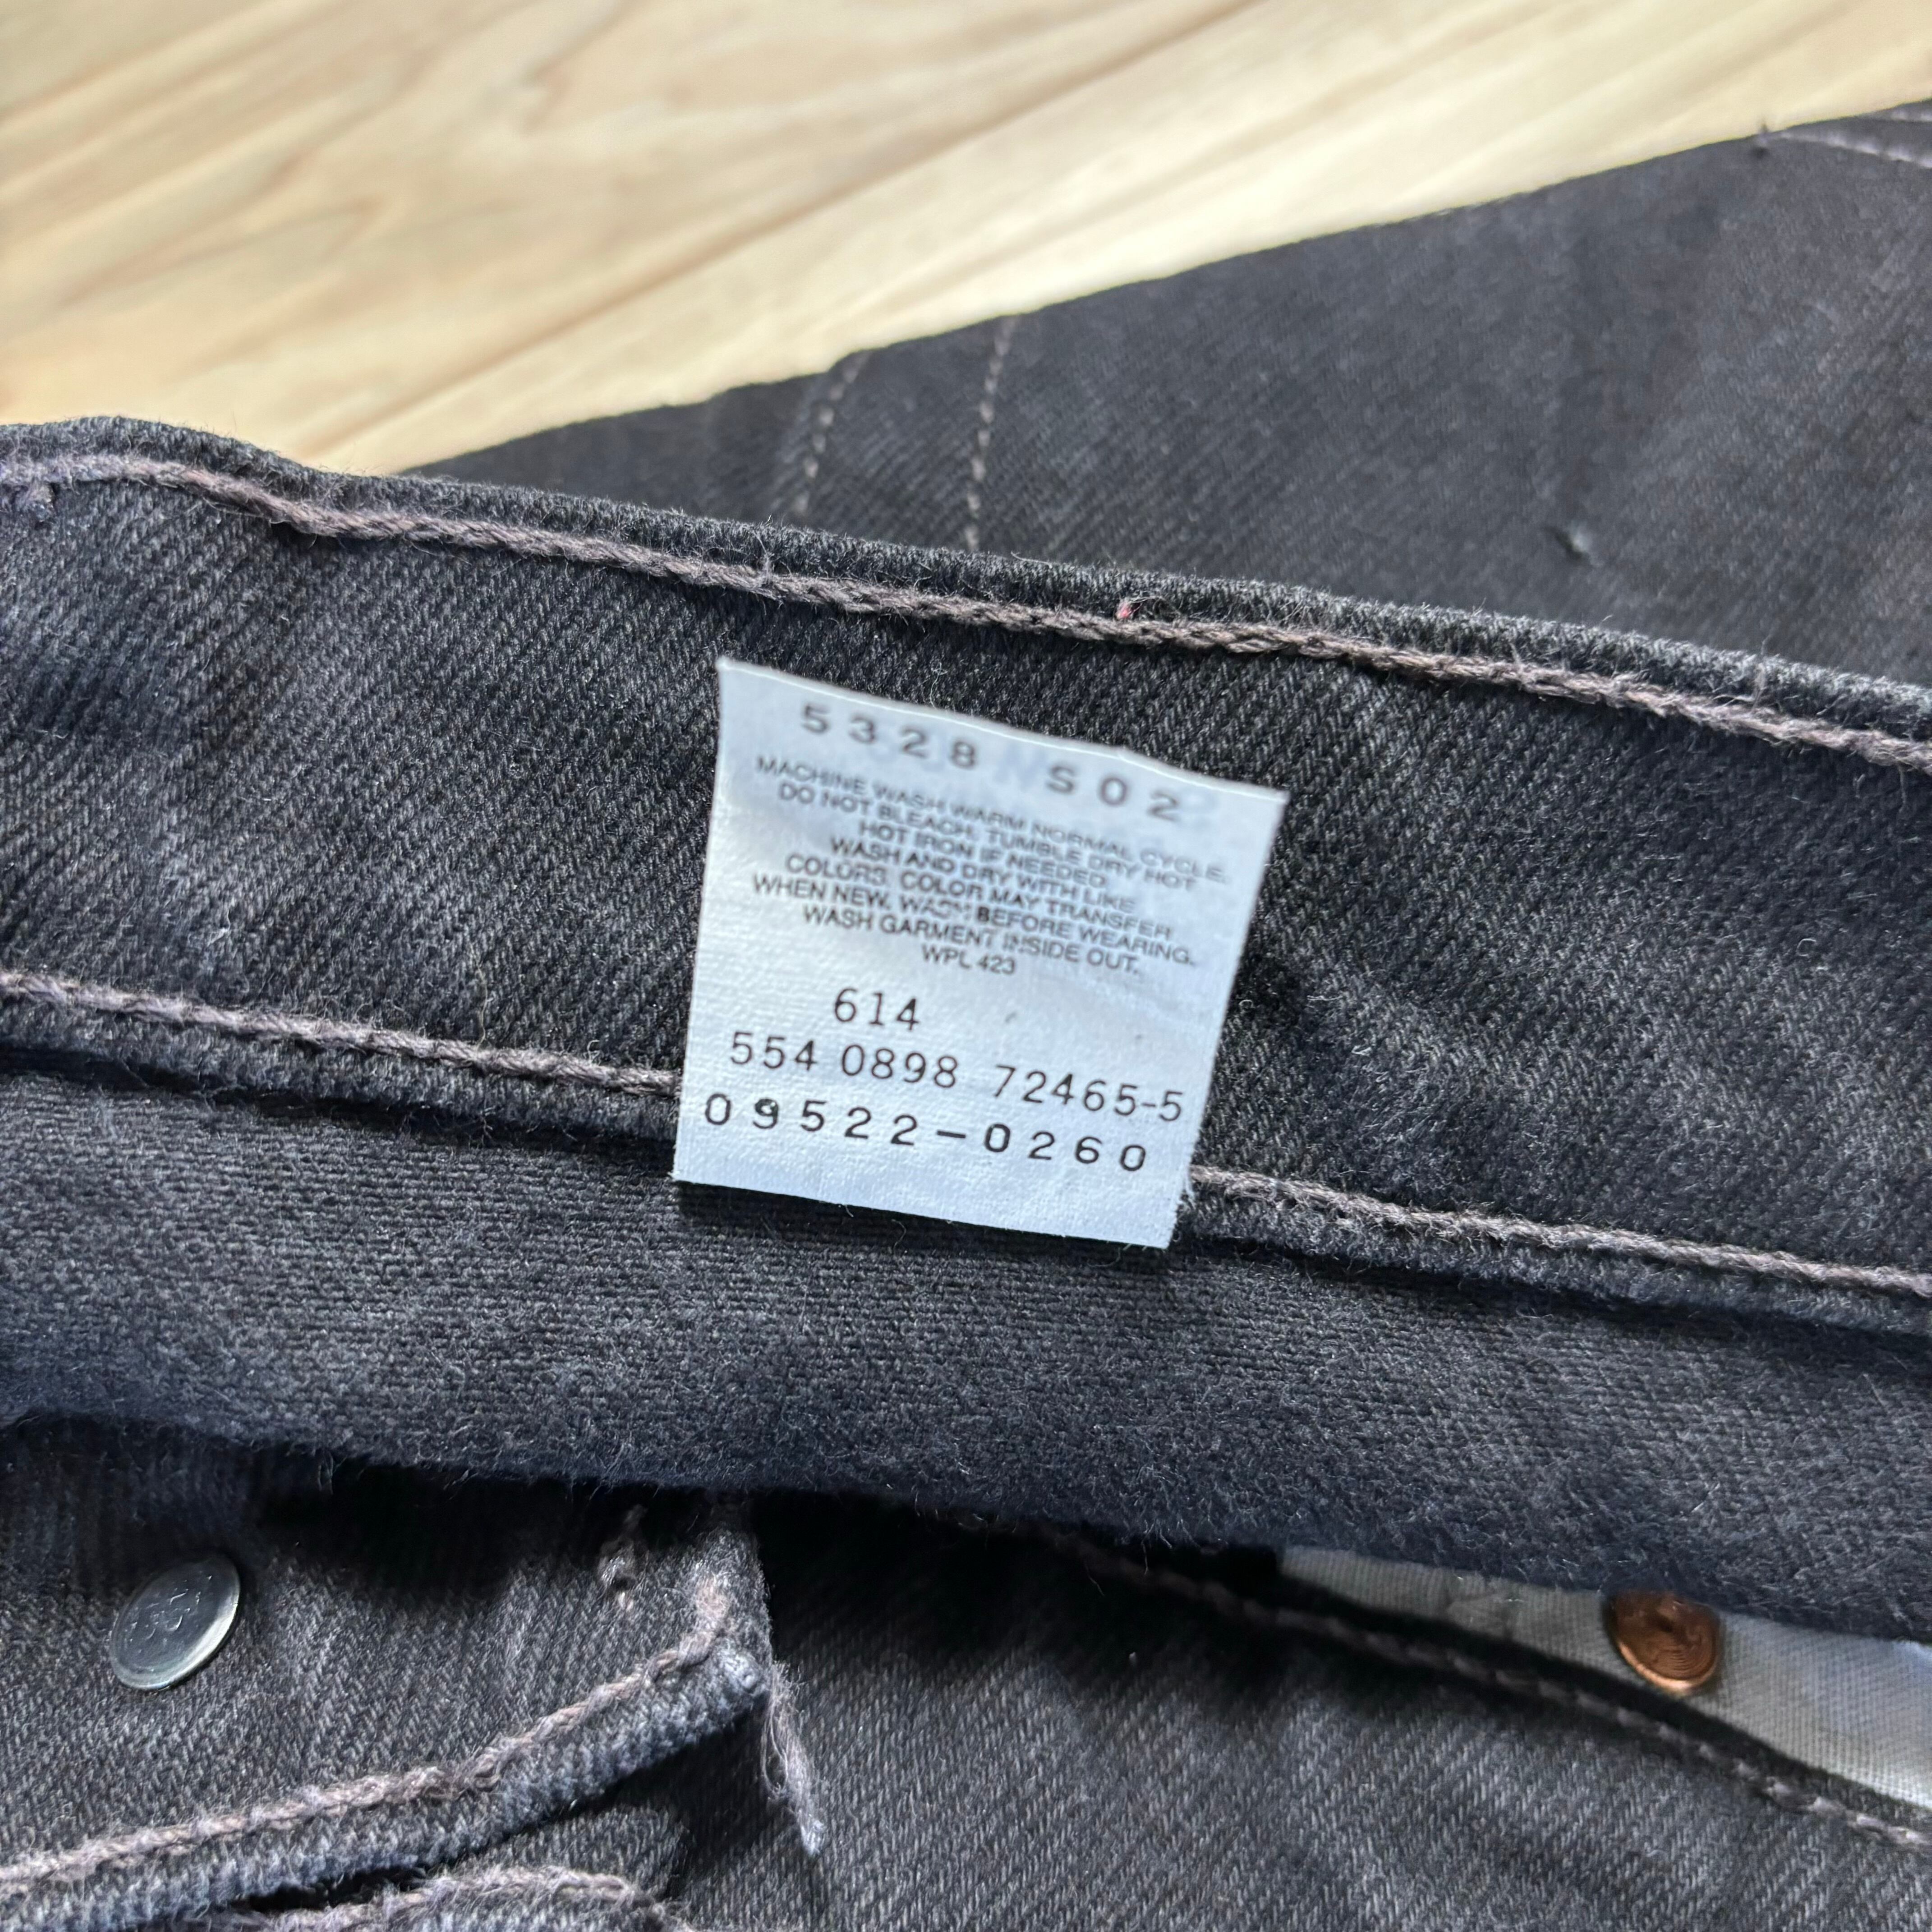 5328 S02
MACHINE WASH WARM NORMAL CYCLE.
DO NOT BLEACH. TUMBLE DRY HOT
HOT IRON IF NEEDED.
WASH AND DRY WITH LIKE
COLORS. COLOR MAY TRANSFER
WHEN NEW. WASH BEFORE WEARING.
WASH GARMENT INSIDE OUT.
WPL 423
614
554 0898 72465-5
09522-0260